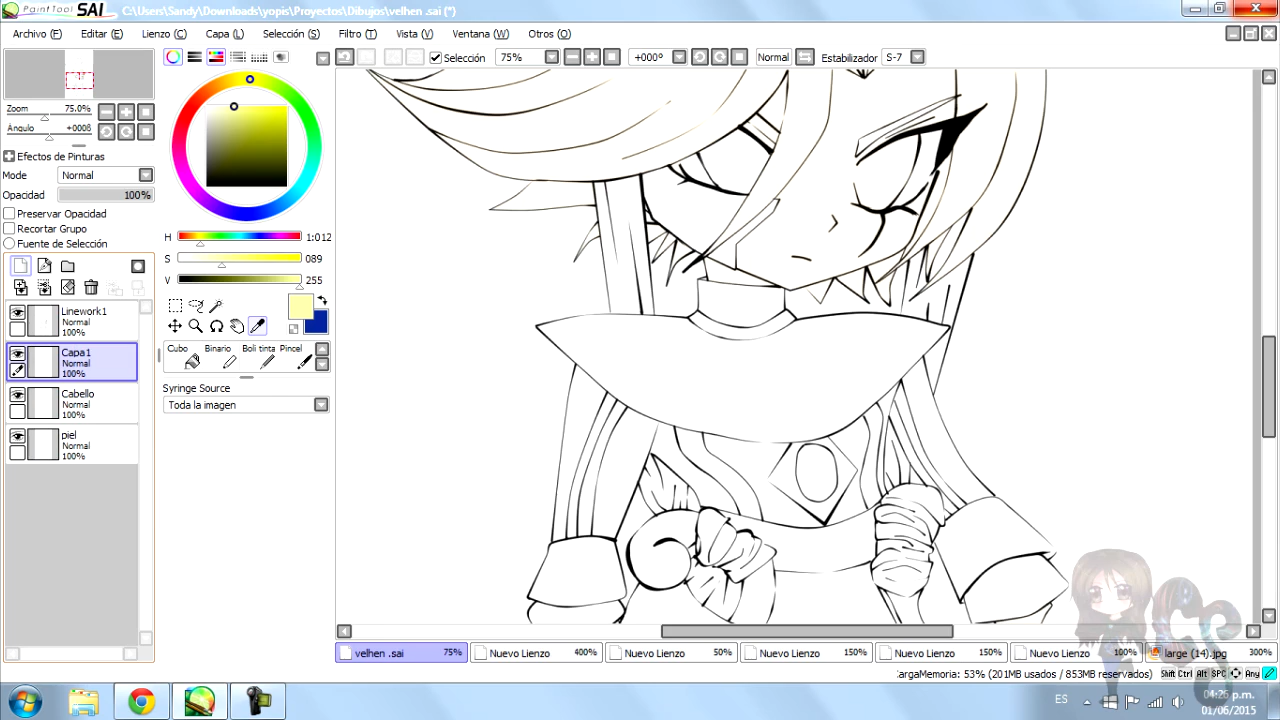 PaintTool SAI C:\Users\Sandy\Downloads\yopis\Proyectos\Dibujos\velhen .sai (*)
Archivo (F) Editar (E) Lienzo (C) Capa (L) Selección (S) Filtro (T) Vista (V) Ventana (W) Otros (O)
Selección 75% +000° Normal Estabilizador S-7
Zoom 75.0%
Ángulo +000ß
Efectos de Pinturas
Modo Normal
Opacidad 100%
Preservar Opacidad
Recortar Grupo
Fuente de Selección
H 1:012
S 089
V 255
Linework1
Normal
100%
Capa1
Normal
100%
Cabello
Normal
100%
piel
Normal
100%
Cubo Binario Boli tinta Pincel
Syringe Source
Toda la imagen
velhen .sai 75% Nuevo Lienzo 400% Nuevo Lienzo 50% Nuevo Lienzo 150% Nuevo Lienzo 150% Nuevo Lienzo 100% large (14).jpg 300%
largaMemoria: 53% (201MB usados / 853MB reservados) Shift Ctrl Alt SPC Any
ES
04:26 p.m.
01/06/2015